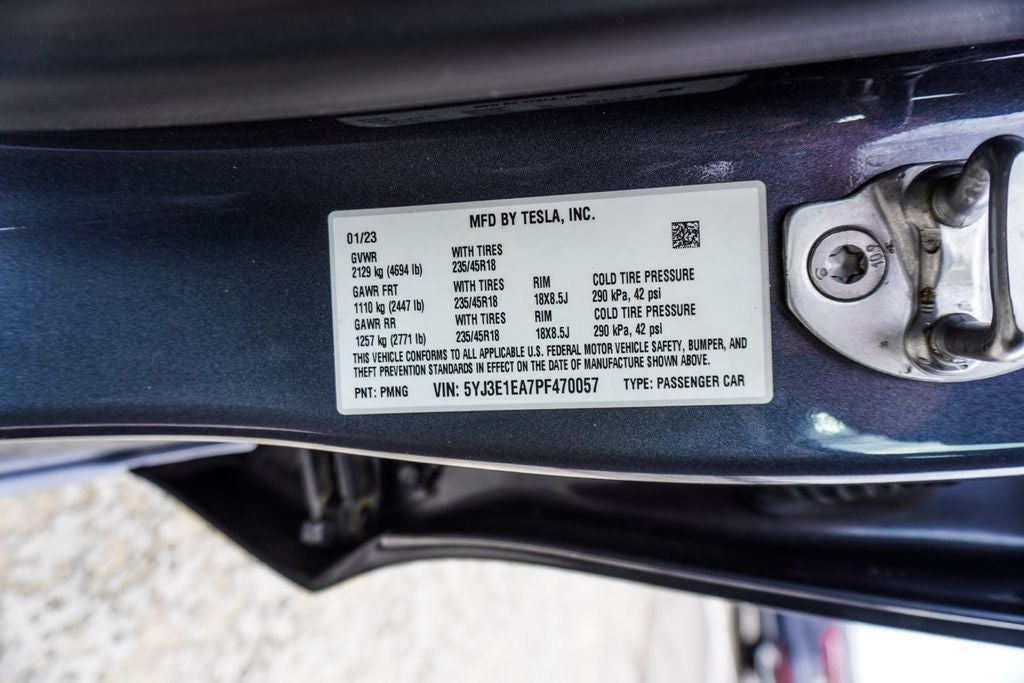 MFD BY TESLA, INC.
01/23
GVWR WITH TIRES
2129 kg (4694 lb) 235/45R18
GAWR FRT WITH TIRES RIM COLD TIRE PRESSURE
1110 kg (2447 lb) 235/45R18 18X8.5J 290 kPa, 42 psi
GAWR RR WITH TIRES RIM COLD TIRE PRESSURE
1257 kg (2771 lb) 235/45R18 18X8.5J 290 kPa, 42 psi
THIS VEHICLE CONFORMS TO ALL APPLICABLE U.S. FEDERAL MOTOR VEHICLE SAFETY, BUMPER, AND
THEFT PREVENTION STANDARDS IN EFFECT ON THE DATE OF MANUFACTURE SHOWN ABOVE.
PNT: PMNG VIN: 5YJ3E1EA7PF470057 TYPE: PASSENGER CAR